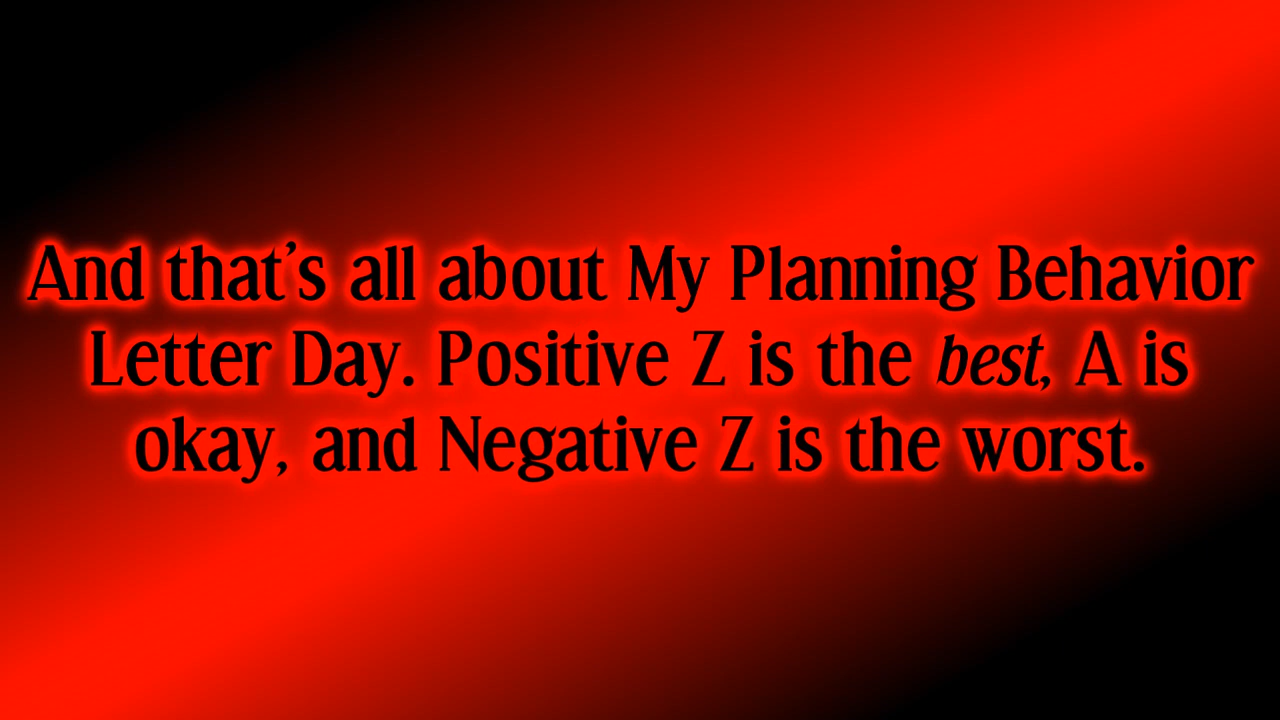 And that’s all about My Planning Behavior
Letter Day. Positive Z is the best, A is
okay, and Negative Z is the worst.